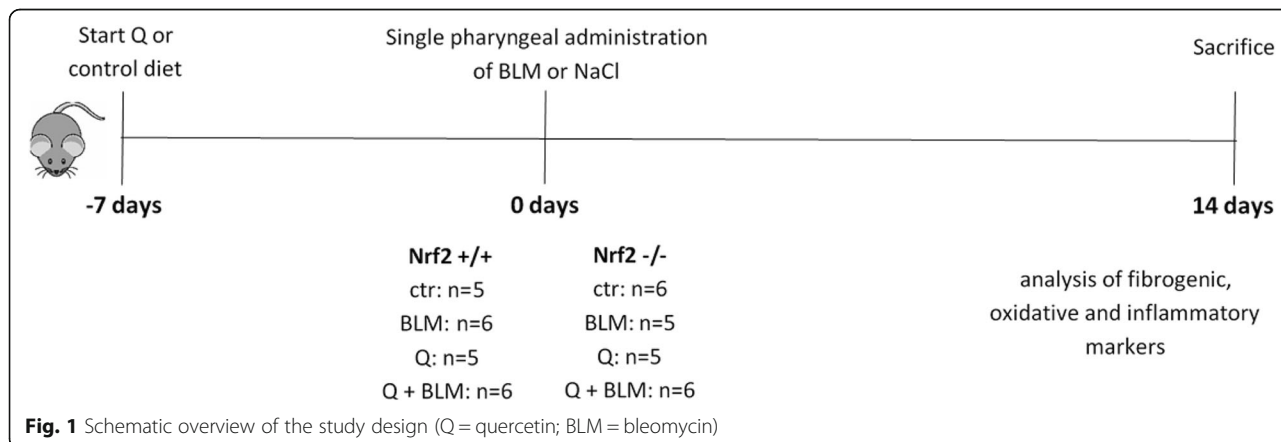 Start Q or
control diet
Single pharyngeal administration
of BLM or NaCl
Sacrifice
-7 days
0 days
14 days
Nrf2 +/+
ctr: n=5
BLM: n=6
Q: n=5
Q + BLM: n=6
Nrf2 -/-
ctr: n=6
BLM: n=5
Q: n=5
Q + BLM: n=6
analysis of fibrogenic,
oxidative and inflammatory
markers
Fig. 1 Schematic overview of the study design (Q = quercetin; BLM = bleomycin)